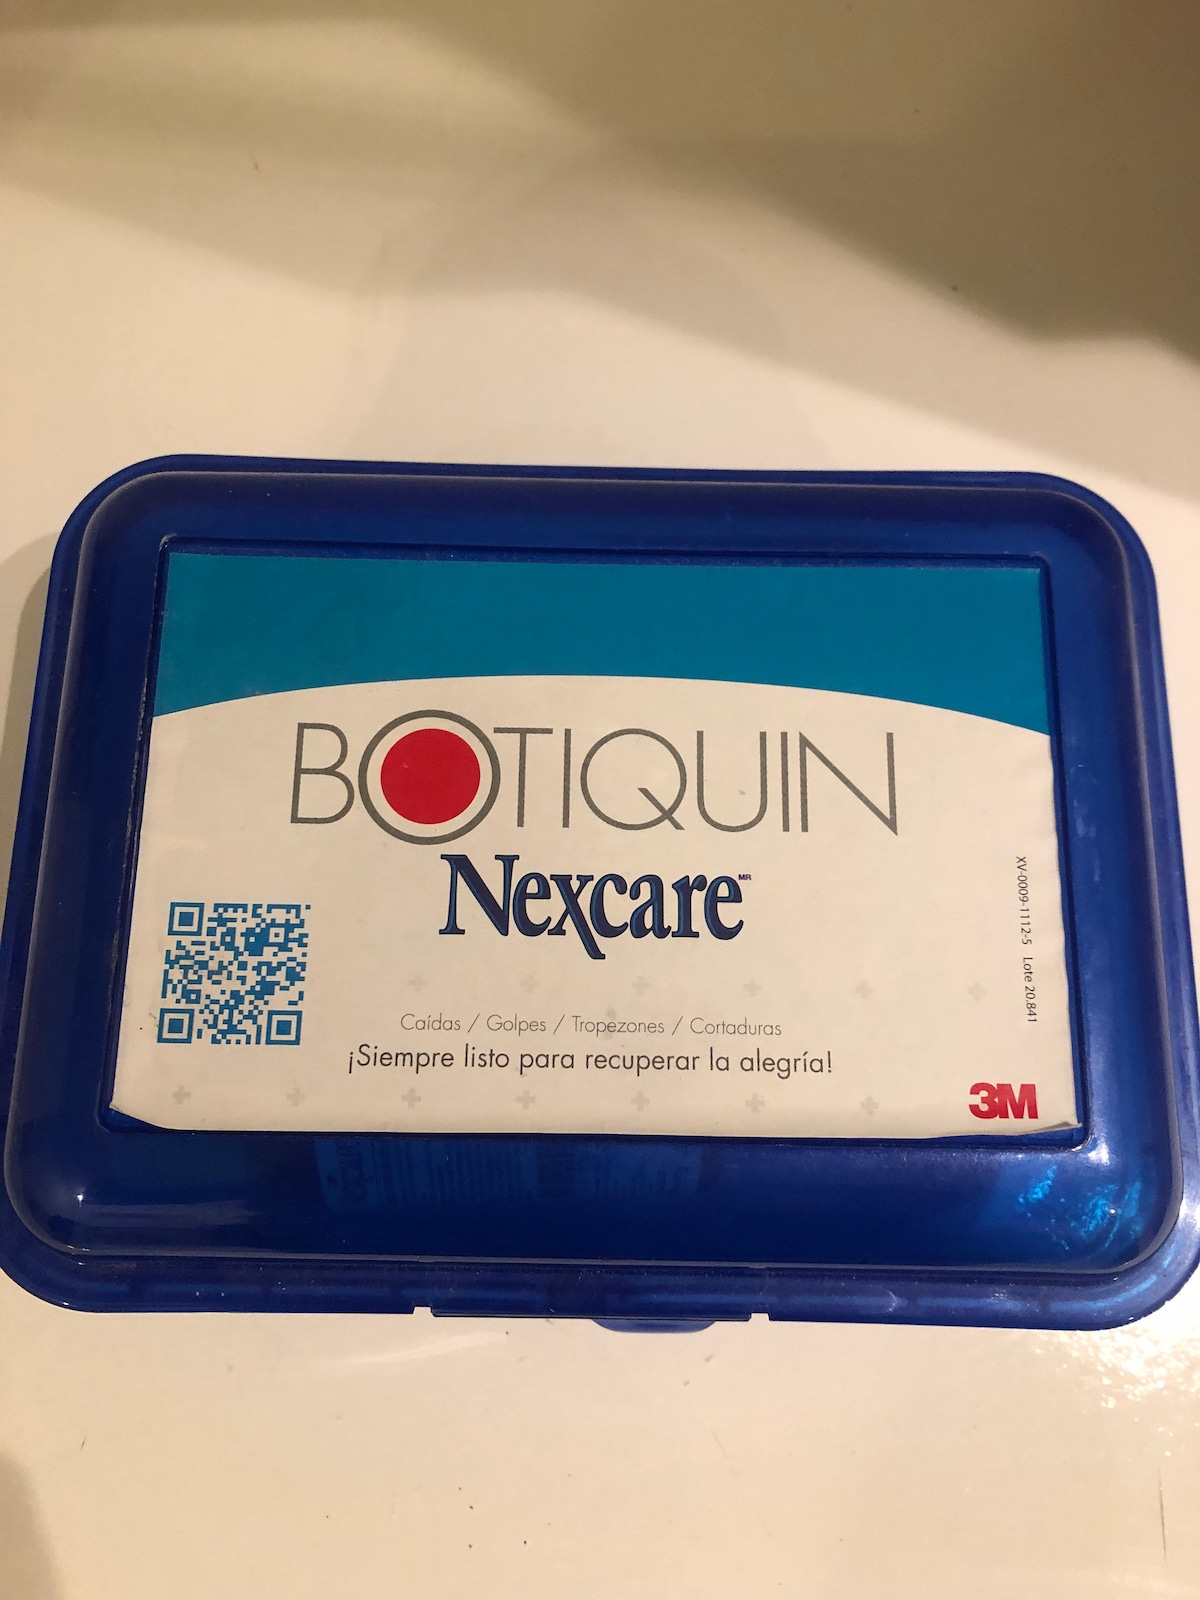 BOTIQUIN
Nexcare MR
Caídas / Golpes / Tropezones / Cortaduras
¡Siempre listo para recuperar la alegría!
3M
XV-0009-1112-5 Lote 20.841